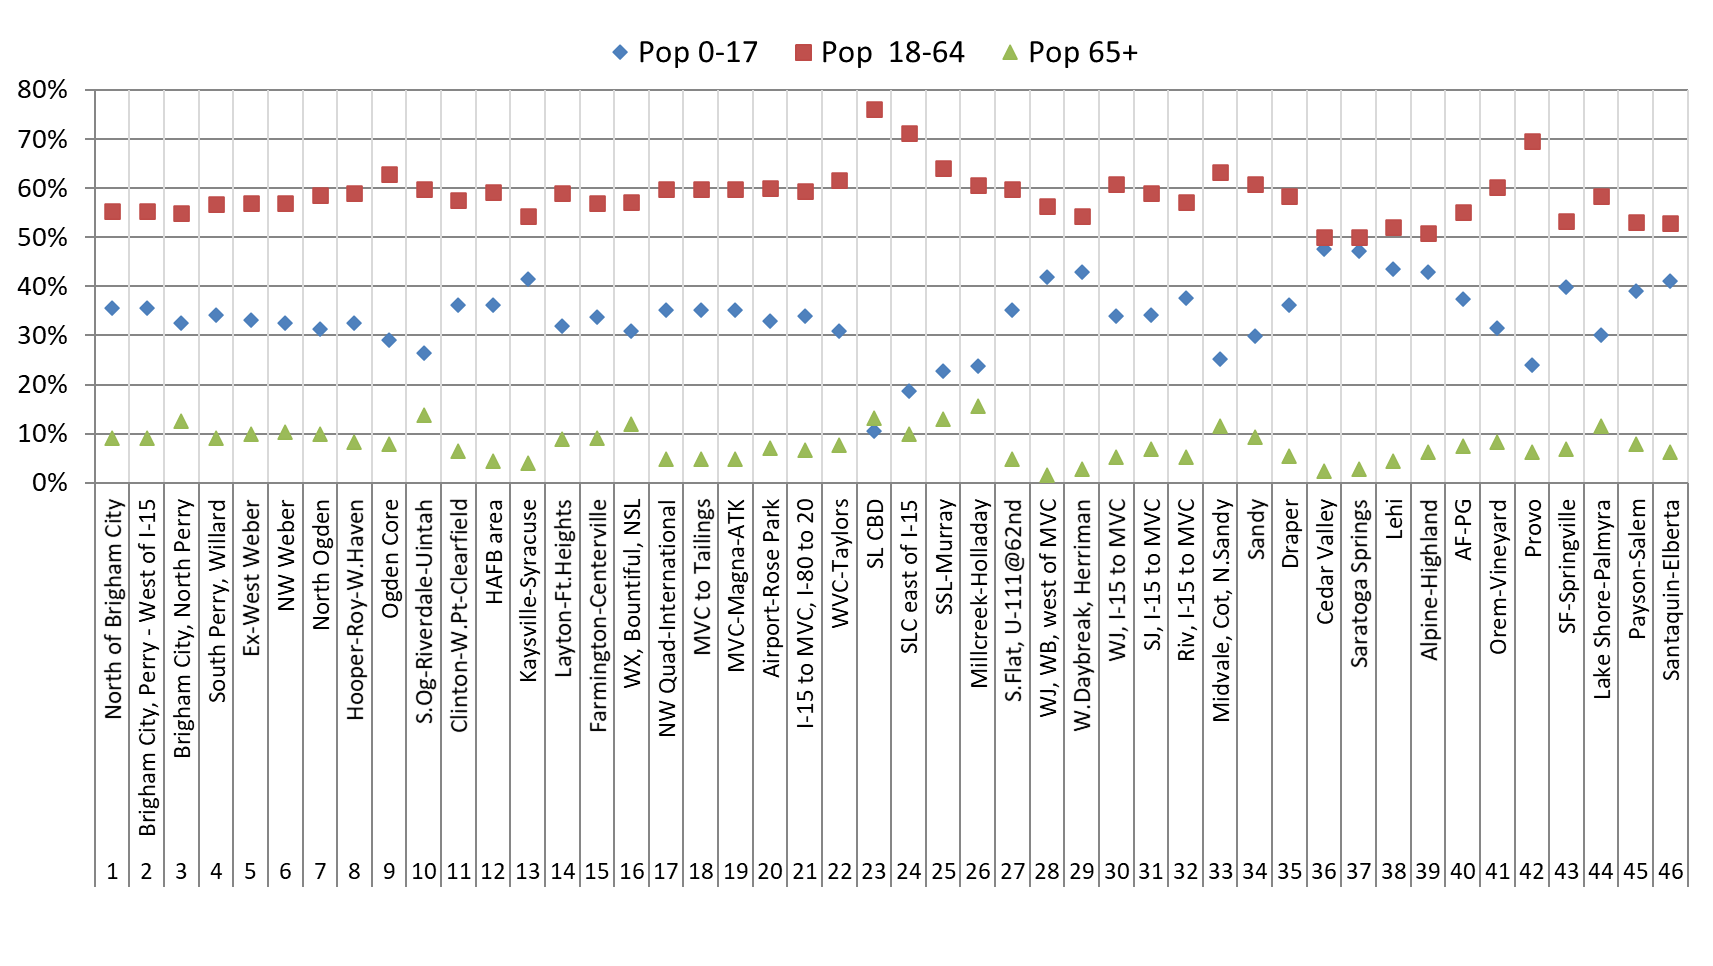 Pop 0-17 Pop 18-64 Pop 65+
80%
70%
60%
50%
40%
30%
20%
10%
0%
North of Brigham City
Brigham City, Perry - West of I-15
Brigham City, North Perry
South Perry, Willard
Ex-West Weber
NW Weber
North Ogden
Hooper-Roy-W.Haven
Ogden Core
S.Og-Riverdale-Uintah
Clinton-W.Pt-Clearfield
HAFB area
Kaysville-Syracuse
Layton-Ft.Heights
Farmington-Centerville
WX, Bountiful, NSL
NW Quad-International
MVC to Tailings
MVC-Magna-ATK
Airport-Rose Park
I-15 to MVC, I-80 to 20
WVC-Taylors
SL CBD
SLC east of I-15
SSL-Murray
Millcreek-Holladay
S.Flat, U-111@62nd
WJ, WB, west of MVC
W.Daybreak, Herriman
WJ, I-15 to MVC
SJ, I-15 to MVC
Riv, I-15 to MVC
Midvale, Cot, N.Sandy
Sandy
Draper
Cedar Valley
Saratoga Springs
Lehi
Alpine-Highland
AF-PG
Orem-Vineyard
Provo
SF-Springville
Lake Shore-Palmyra
Payson-Salem
Santaquin-Elberta
1 2 3 4 5 6 7 8 9 10 11 12 13 14 15 16 17 18 19 20 21 22 23 24 25 26 27 28 29 30 31 32 33 34 35 36 37 38 39 40 41 42 43 44 45 46